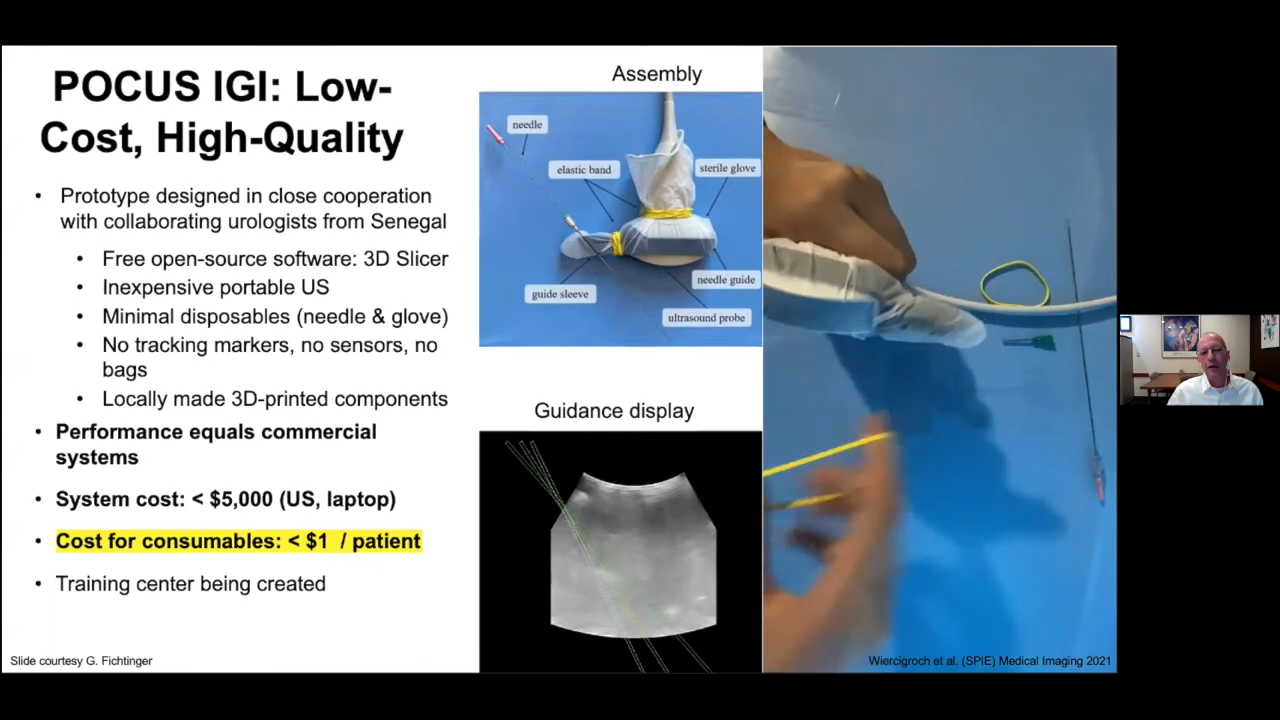 POCUS IGI: Low-
Cost, High-Quality
• Prototype designed in close cooperation
with collaborating urologists from Senegal
• Free open-source software: 3D Slicer
• Inexpensive portable US
• Minimal disposables (needle & glove)
• No tracking markers, no sensors, no
bags
• Locally made 3D-printed components
• Performance equals commercial
systems
• System cost: < $5,000 (US, laptop)
• Cost for consumables: < $1 / patient
• Training center being created
Slide courtesy G. Fichtinger
Assembly
needle
elastic band
sterile glove
guide sleeve
needle guide
ultrasound probe
Guidance display
Wiercigroch et al. (SPIE) Medical Imaging 2021